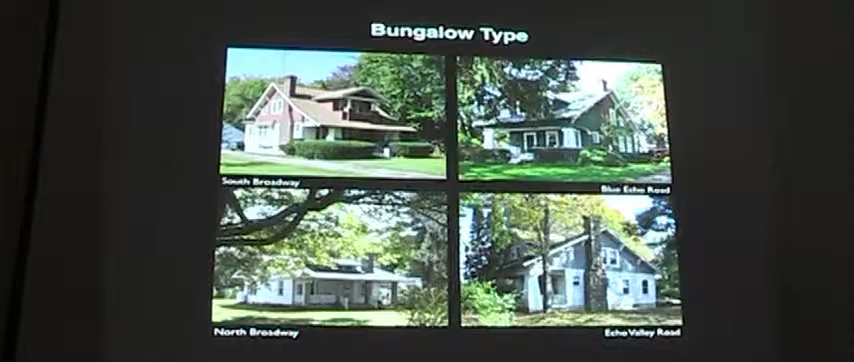 Bungalow Type
South Broadway
Blue Echo Road
North Broadway
Echo Valley Road